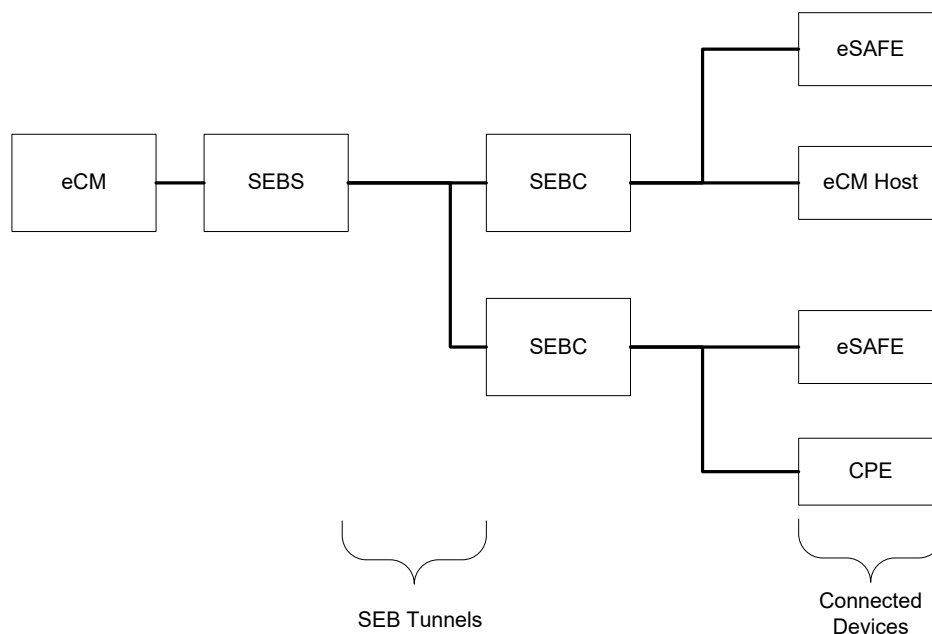 eSAFE
eCM
SEBS
SEBC
eCM Host
SEBC
eSAFE
CPE
SEB Tunnels
Connected
Devices